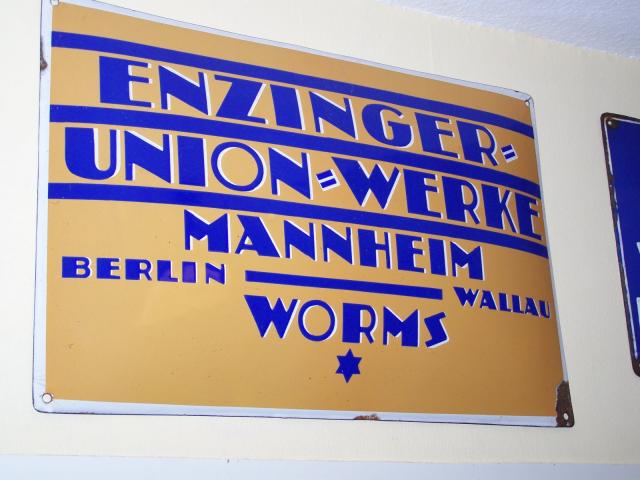 ENZINGER=
UNION=WERKE
MANNHEIM
BERLIN WALLAU
WORMS